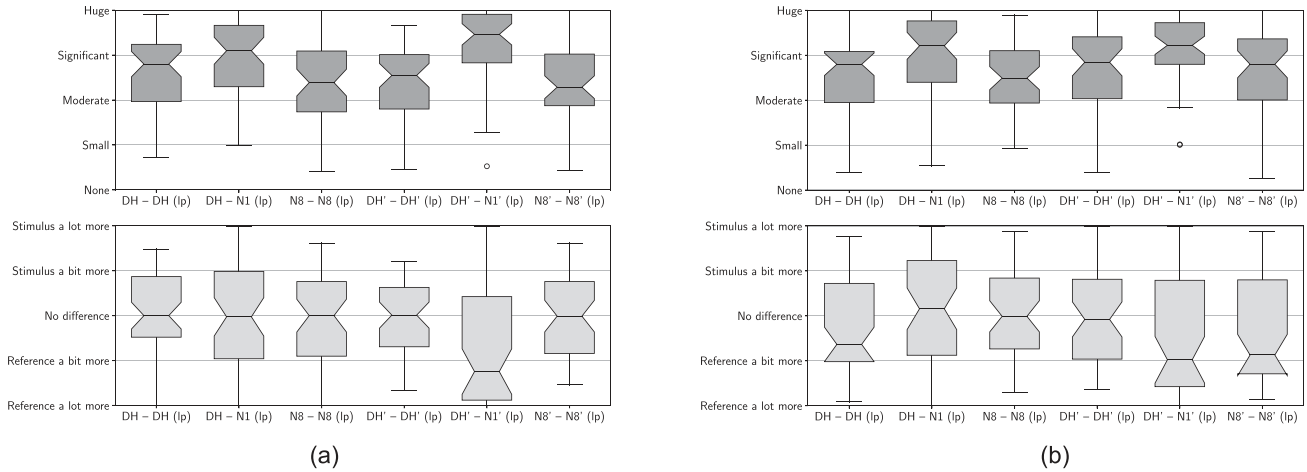 Huge
Significant
Moderate
Small
None
DH – DH (lp) DH – N1 (lp) N8 – N8 (lp) DH' – DH' (lp) DH' – N1' (lp) N8' – N8' (lp)
Stimulus a lot more
Stimulus a bit more
No difference
Reference a bit more
Reference a lot more
DH – DH (lp) DH – N1 (lp) N8 – N8 (lp) DH' – DH' (lp) DH' – N1' (lp) N8' – N8' (lp)
(a)
Huge
Significant
Moderate
Small
None
DH – DH (lp) DH – N1 (lp) N8 – N8 (lp) DH' – DH' (lp) DH' – N1' (lp) N8' – N8' (lp)
Stimulus a lot more
Stimulus a bit more
No difference
Reference a bit more
Reference a lot more
DH – DH (lp) DH – N1 (lp) N8 – N8 (lp) DH' – DH' (lp) DH' – N1' (lp) N8' – N8' (lp)
(b)